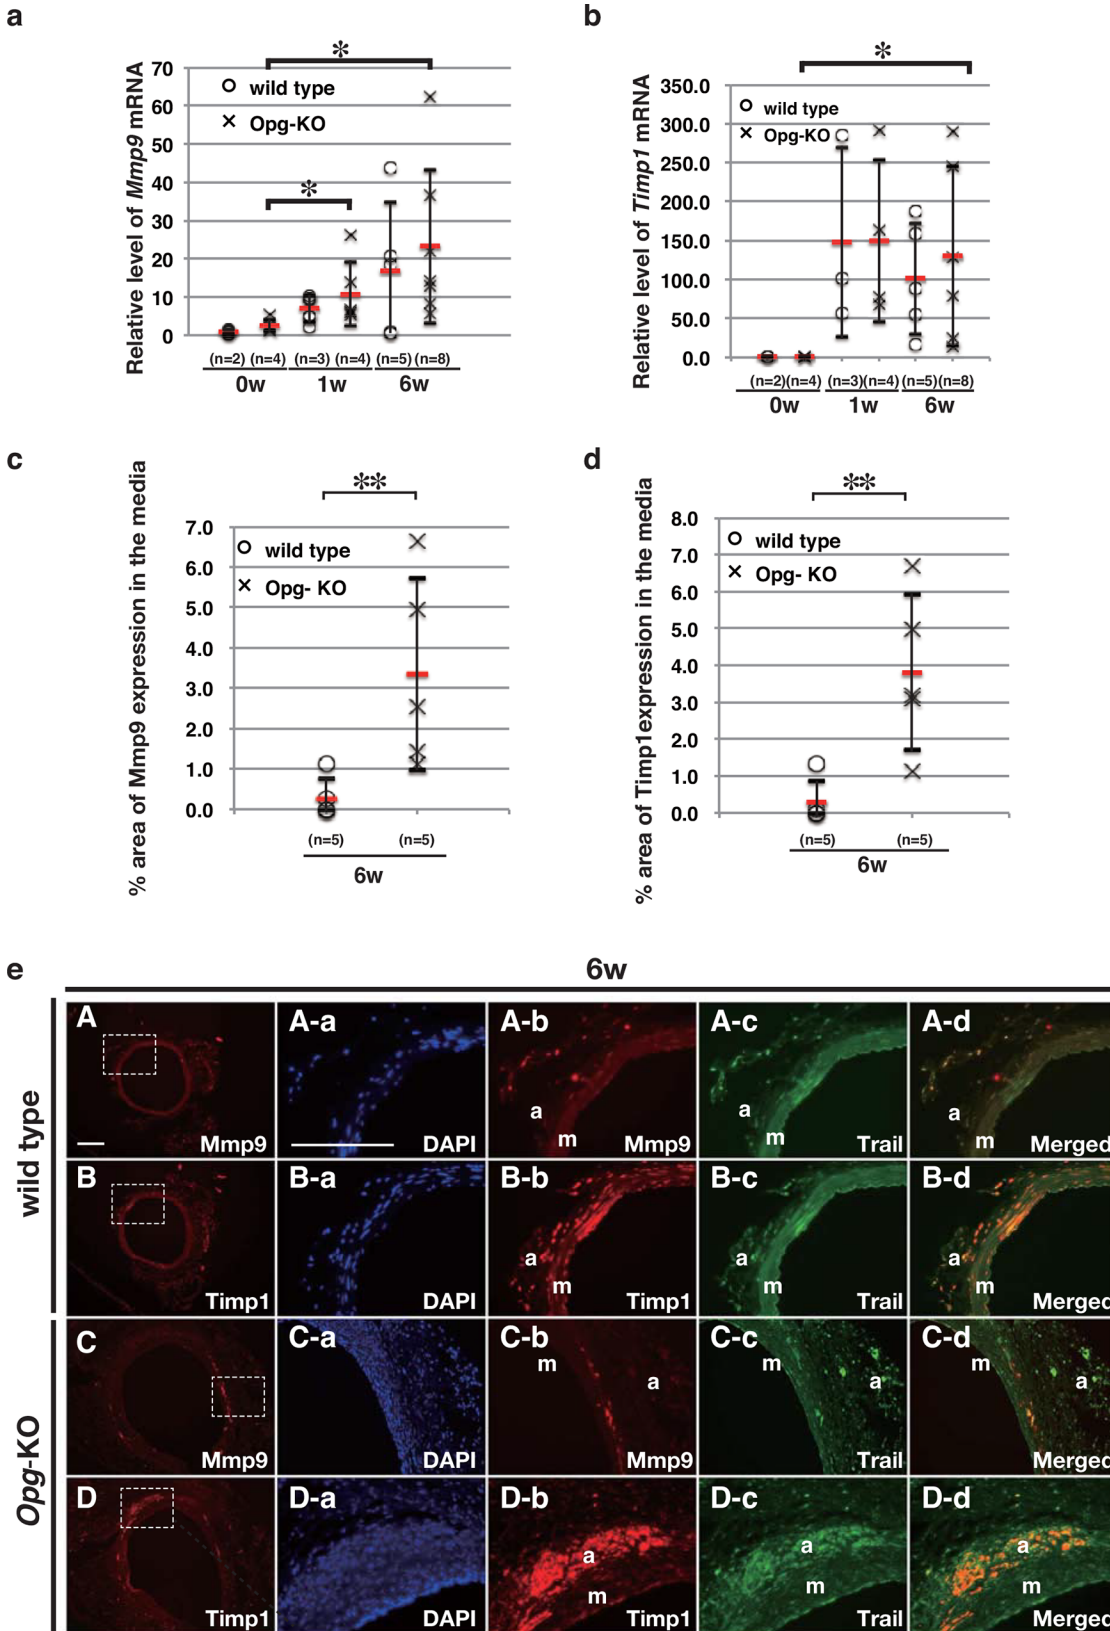 a
Relative level of Mmp9 mRNA
*
*
70
60
50
40
30
20
10
0
wild type
Opg-KO
(n=2) (n=4) (n=3) (n=4) (n=5) (n=8)
0w 1w 6w
b
Relative level of Timp1 mRNA
*
350.0
300.0
250.0
200.0
150.0
100.0
50.0
0.0
wild type
Opg-KO
(n=2)(n=4) (n=3)(n=4) (n=5)(n=8)
0w 1w 6w
c
% area of Mmp9 expression in the media
**
7.0
6.0
5.0
4.0
3.0
2.0
1.0
0.0
wild type
Opg- KO
(n=5) (n=5)
6w
d
% area of Timp1expression in the media
**
8.0
7.0
6.0
5.0
4.0
3.0
2.0
1.0
0.0
wild type
Opg- KO
(n=5) (n=5)
6w
e
6w
wild type
A A-a A-b A-c A-d
a a a
m m m
Mmp9 DAPI Mmp9 Trail Merged
B B-a B-b B-c B-d
a a a
m m m
Timp1 DAPI Timp1 Trail Merged
Opg-KO
C C-a C-b C-c C-d
m m m
a a a
Mmp9 DAPI Mmp9 Trail Merged
D D-a D-b D-c D-d
a a a
m m m
Timp1 DAPI Timp1 Trail Merged